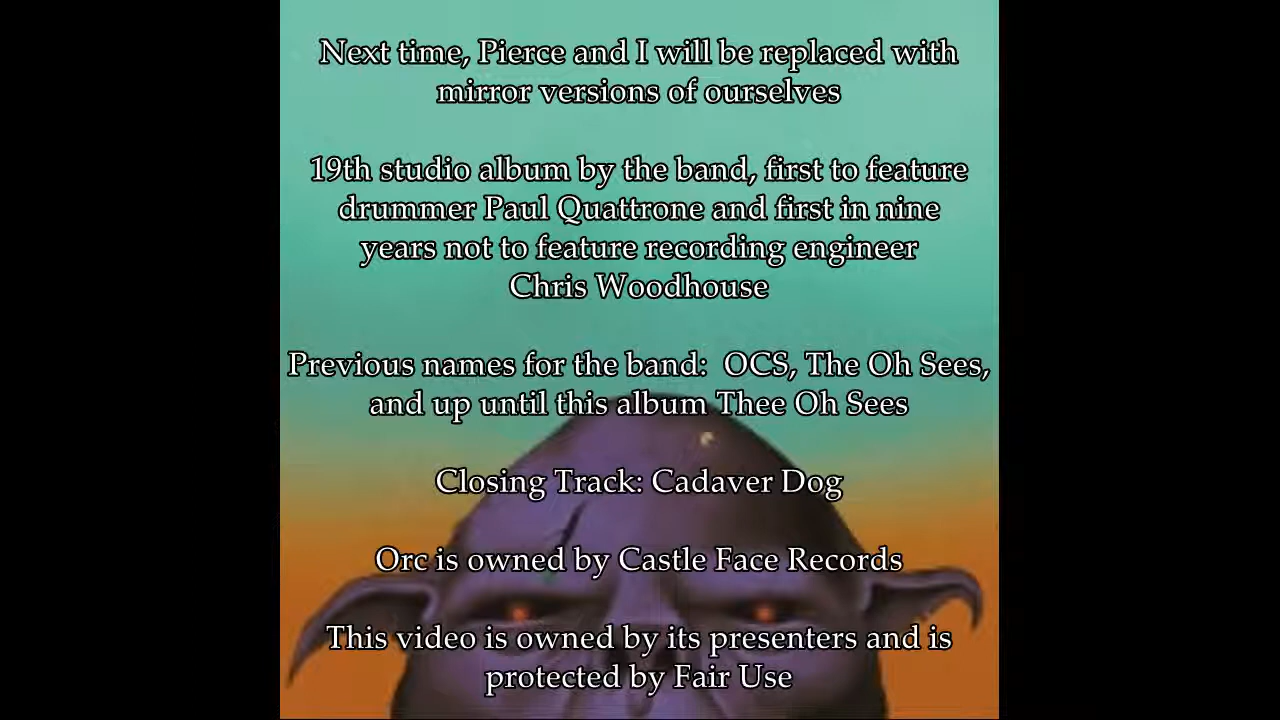 Next time, Pierce and I will be replaced with
mirror versions of ourselves
19th studio album by the band, first to feature
drummer Paul Quattrone and first in nine
years not to feature recording engineer
Chris Woodhouse
Previous names for the band:  OCS, The Oh Sees,
and up until this album Thee Oh Sees
Closing Track: Cadaver Dog
Orc is owned by Castle Face Records
This video is owned by its presenters and is
protected by Fair Use